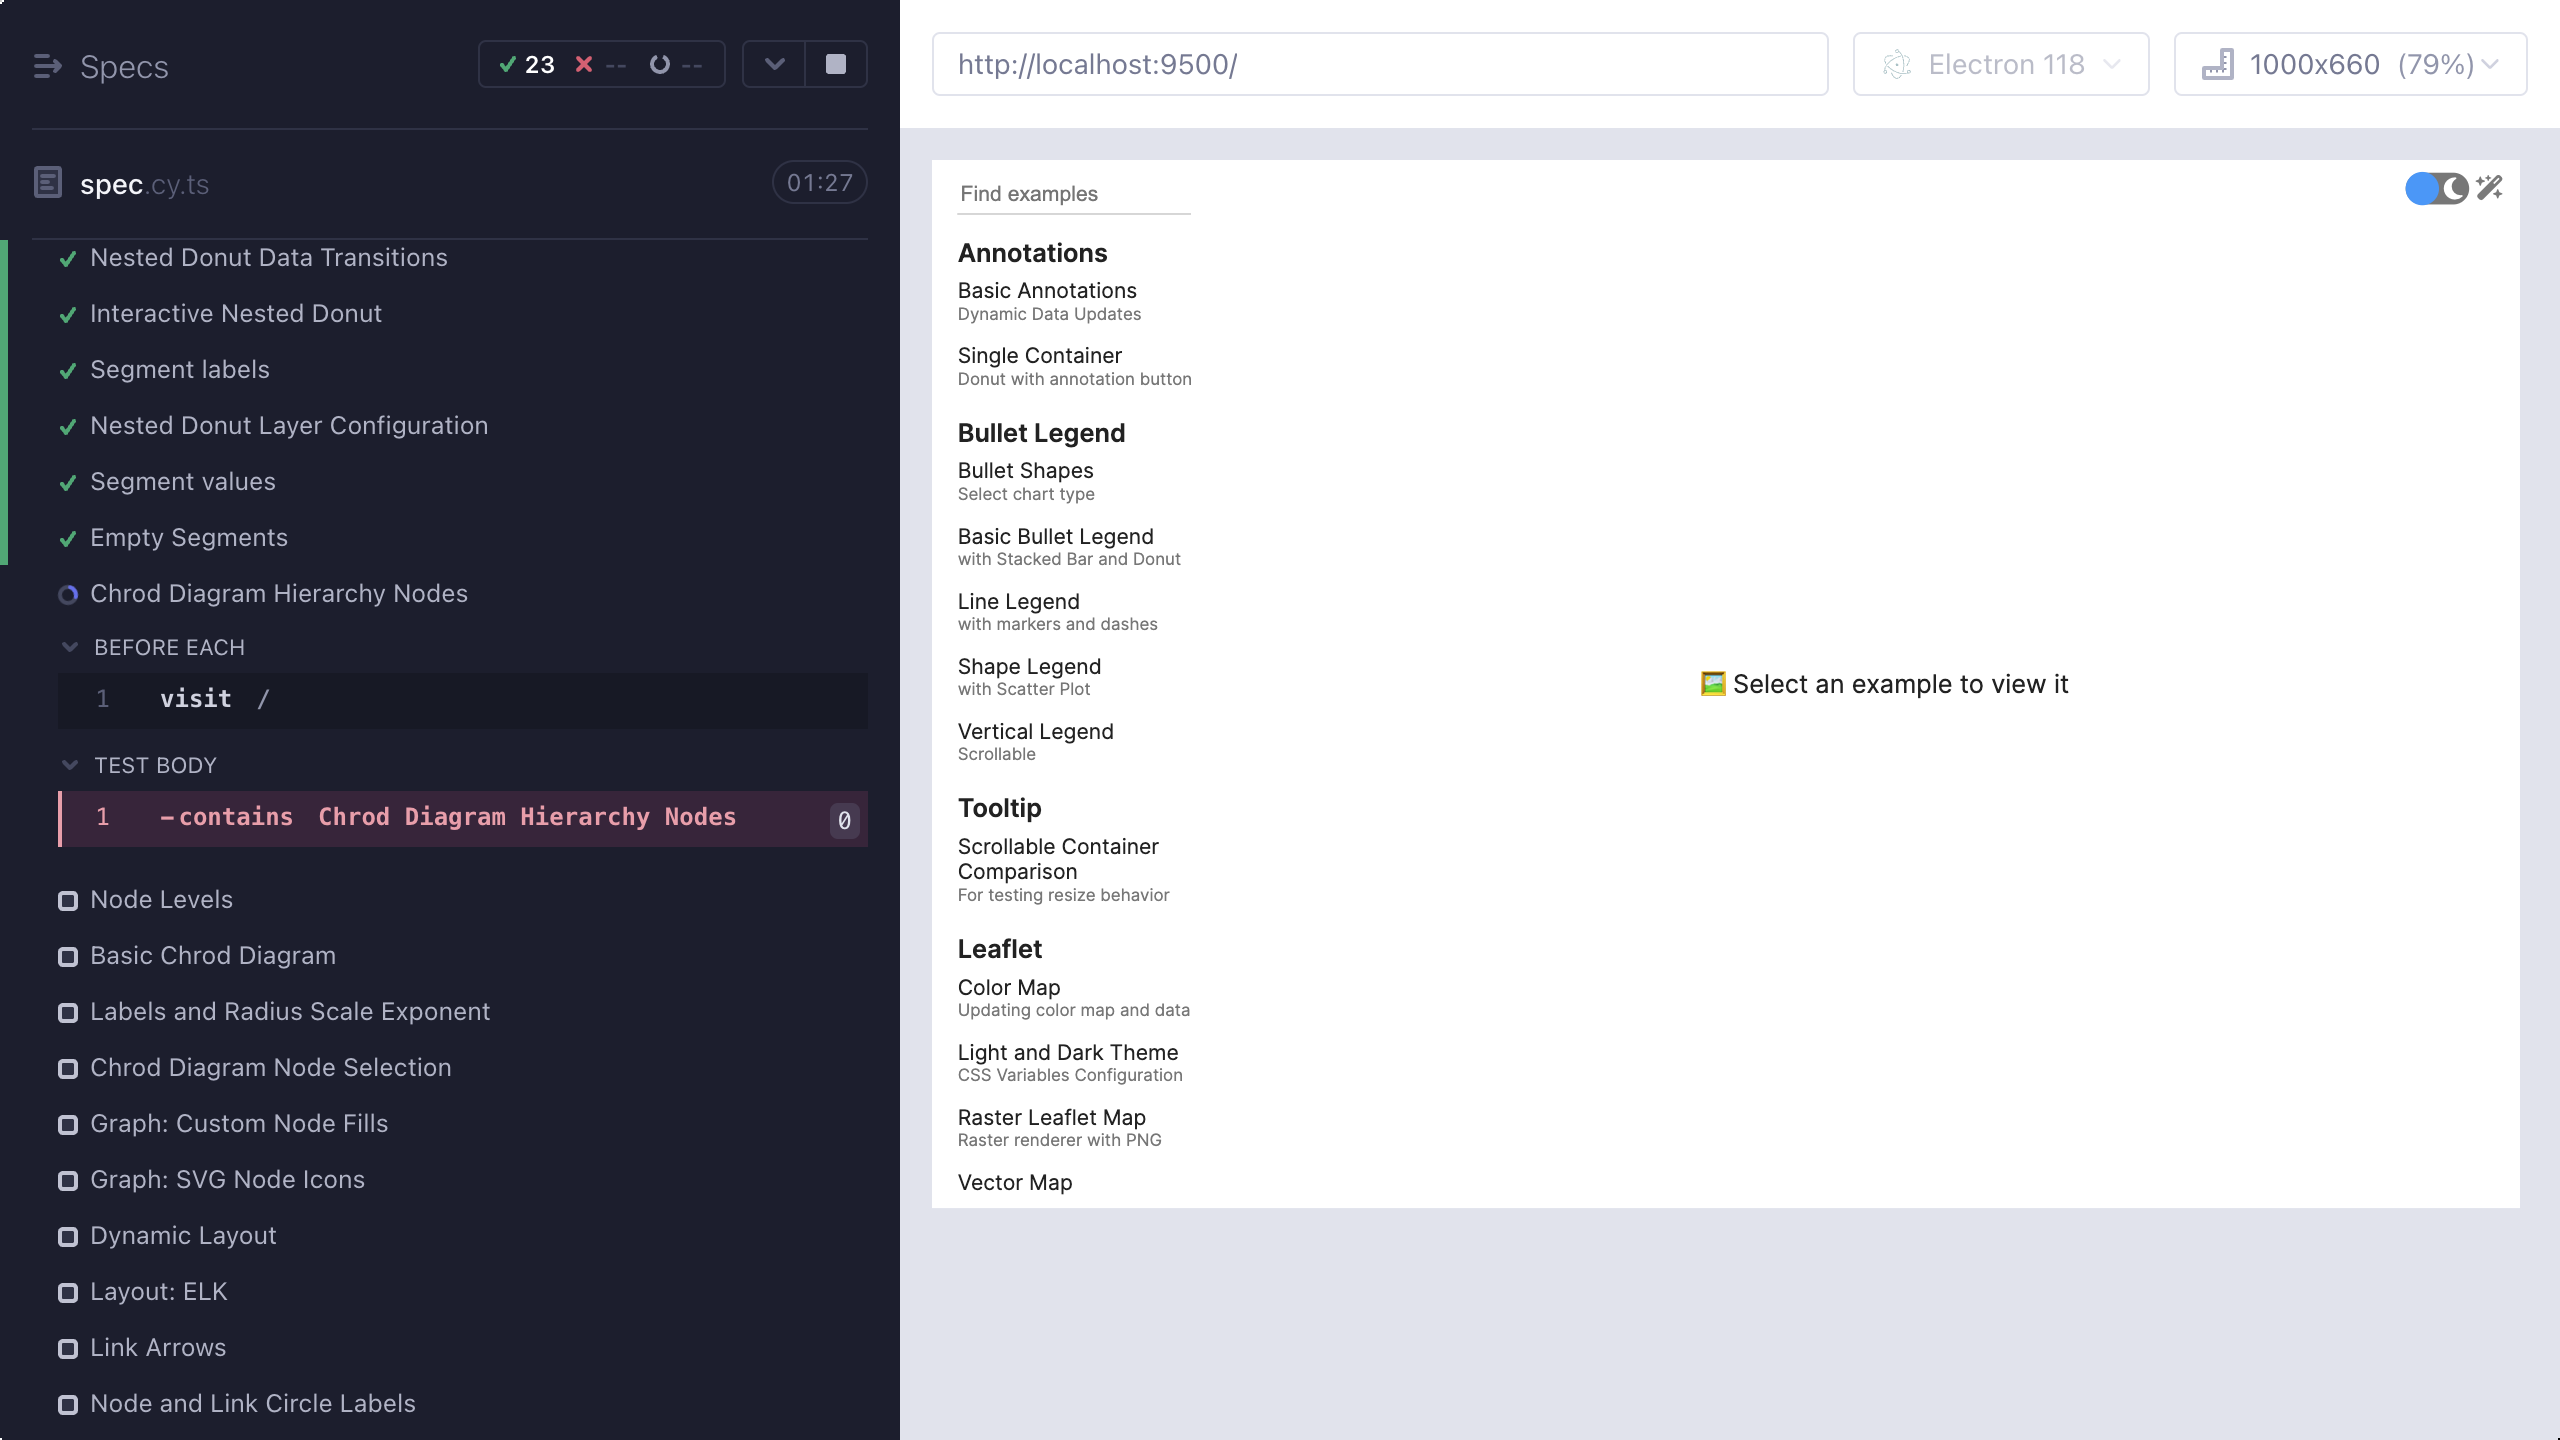 Specs
23 -- --
spec.cy.ts
01:27
Nested Donut Data Transitions
Interactive Nested Donut
Segment labels
Nested Donut Layer Configuration
Segment values
Empty Segments
Chrod Diagram Hierarchy Nodes
BEFORE EACH
1 visit /
TEST BODY
1 -contains Chrod Diagram Hierarchy Nodes 0
Node Levels
Basic Chrod Diagram
Labels and Radius Scale Exponent
Chrod Diagram Node Selection
Graph: Custom Node Fills
Graph: SVG Node Icons
Dynamic Layout
Layout: ELK
Link Arrows
Node and Link Circle Labels
http://localhost:9500/
Electron 118
1000x660 (79%)
Find examples
Annotations
Basic Annotations
Dynamic Data Updates
Single Container
Donut with annotation button
Bullet Legend
Bullet Shapes
Select chart type
Basic Bullet Legend
with Stacked Bar and Donut
Line Legend
with markers and dashes
Shape Legend
with Scatter Plot
Vertical Legend
Scrollable
Tooltip
Scrollable Container
Comparison
For testing resize behavior
Leaflet
Color Map
Updating color map and data
Light and Dark Theme
CSS Variables Configuration
Raster Leaflet Map
Raster renderer with PNG
Vector Map
🖼️ Select an example to view it